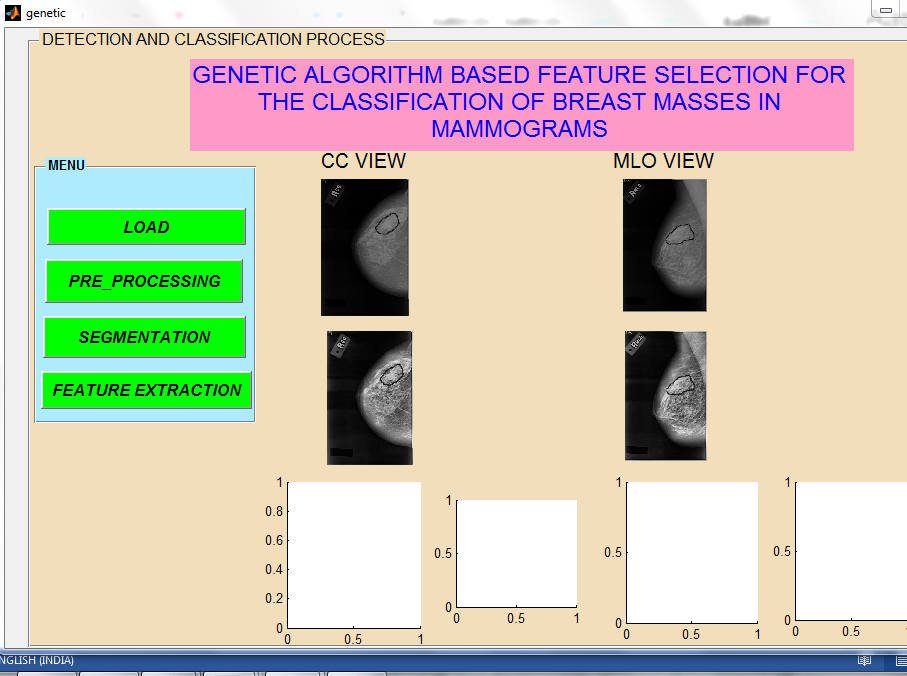 genetic
DETECTION AND CLASSIFICATION PROCESS
GENETIC ALGORITHM BASED FEATURE SELECTION FOR
THE CLASSIFICATION OF BREAST MASSES IN
MAMMOGRAMS
CC VIEW
MLO VIEW
MENU
LOAD
PRE_PROCESSING
SEGMENTATION
FEATURE EXTRACTION
1
0.8
0.6
0.4
0.2
0
0 0.5 1
1
0.5
0
0 0.5 1
1
0.5
0
0 0.5 1
1
0.5
0
0 0.5
NGLISH (INDIA)